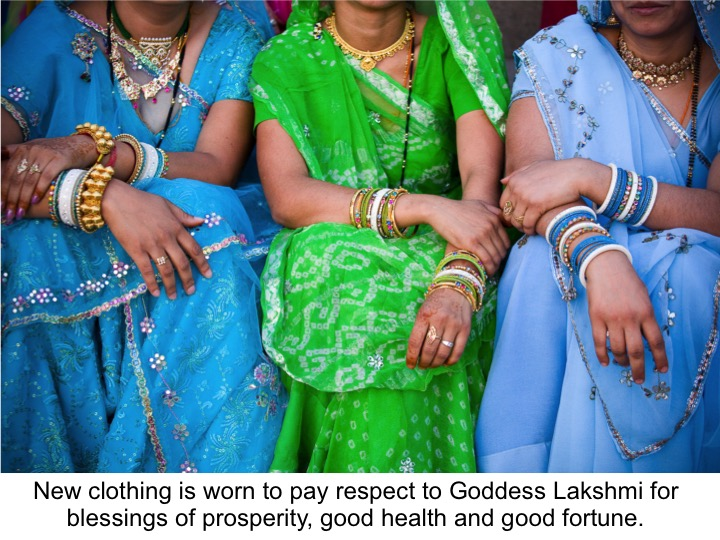 New clothing is worn to pay respect to Goddess Lakshmi for
blessings of prosperity, good health and good fortune.